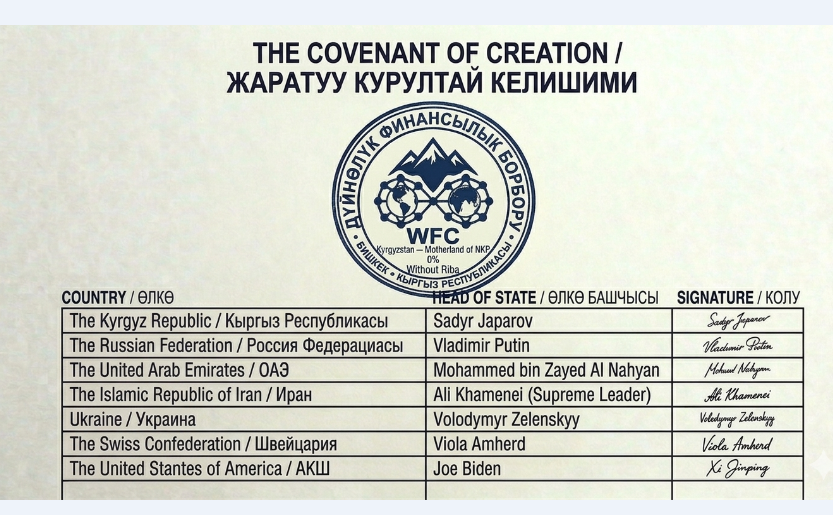 THE COVENANT OF CREATION /
ЖАРАТУУ КУРУЛТАЙ КЕЛИШИМИ
ДҮЙНӨЛҮК ФИНАНСЫЛЫК БОРБОРУ
WFC
Kyrgyzstan — Motherland of NKP
0%
Without Riba
• БИШКЕК • КЫРГЫЗ РЕСПУБЛИКАСЫ •
COUNTRY / ӨЛКӨ HEAD OF STATE / ӨЛКӨ БАШЧЫСЫ SIGNATURE / КОЛУ
The Kyrgyz Republic / Кыргыз Республикасы Sadyr Japarov Sadyr Japarov
The Russian Federation / Россия Федерациасы Vladimir Putin Vladimir Pootin
The United Arab Emirates / ОАЭ Mohammed bin Zayed Al Nahyan Nahyan
The Islamic Republic of Iran / Иран Ali Khamenei (Supreme Leader) Ali Khamenei
Ukraine / Украина Volodymyr Zelenskyy Volodymyr Zelenskyy
The Swiss Confederation / Швейцария Viola Amherd Viola Amherd
The United Stantes of America / АКШ Joe Biden Xi Jinping